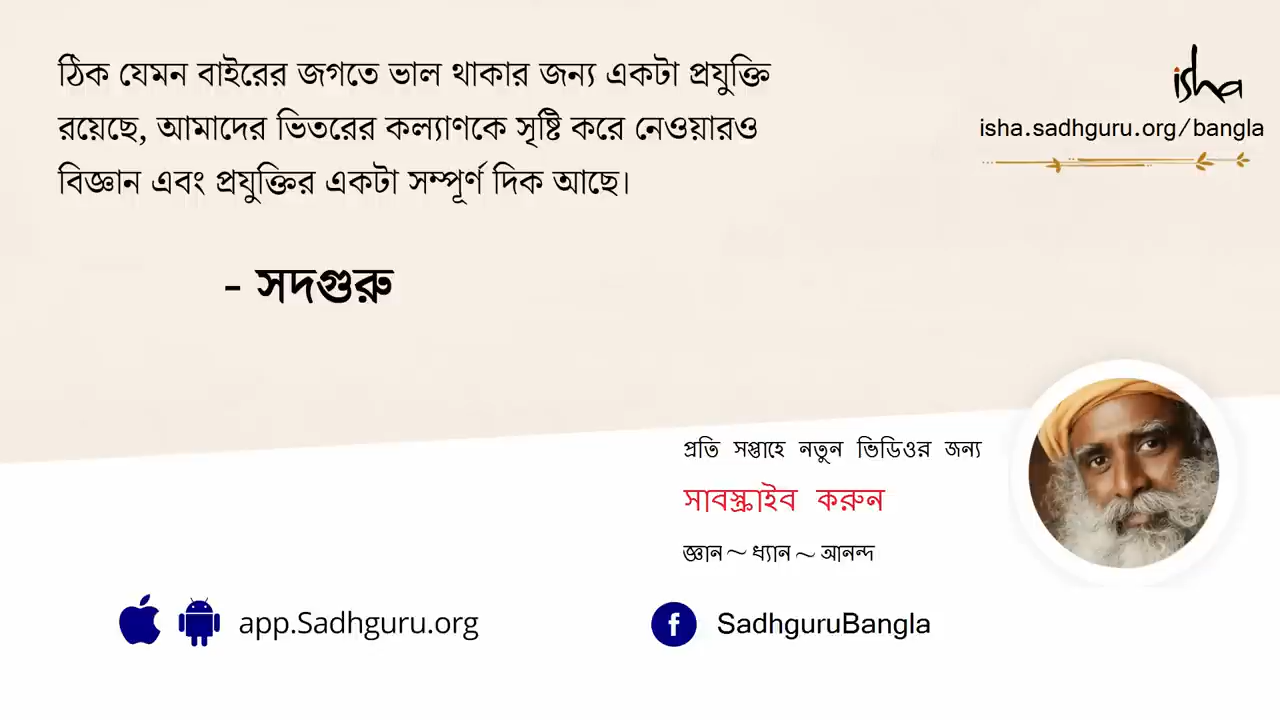 ঠিক যেমন বাইরের জগতে ভাল থাকার জন্য একটা প্রযুক্তি
রয়েছে, আমাদের ভিতরের কল্যাণকে সৃষ্টি করে নেওয়ারও
বিজ্ঞান এবং প্রযুক্তির একটা সম্পূর্ণ দিক আছে।
- সদগুরু
isha
isha.sadhguru.org/bangla
প্রতি সপ্তাহে নতুন ভিডিওর জন্য
সাবস্ক্রাইব করুন
জ্ঞান ~ ধ্যান ~ আনন্দ
app.Sadhguru.org
f SadhguruBangla